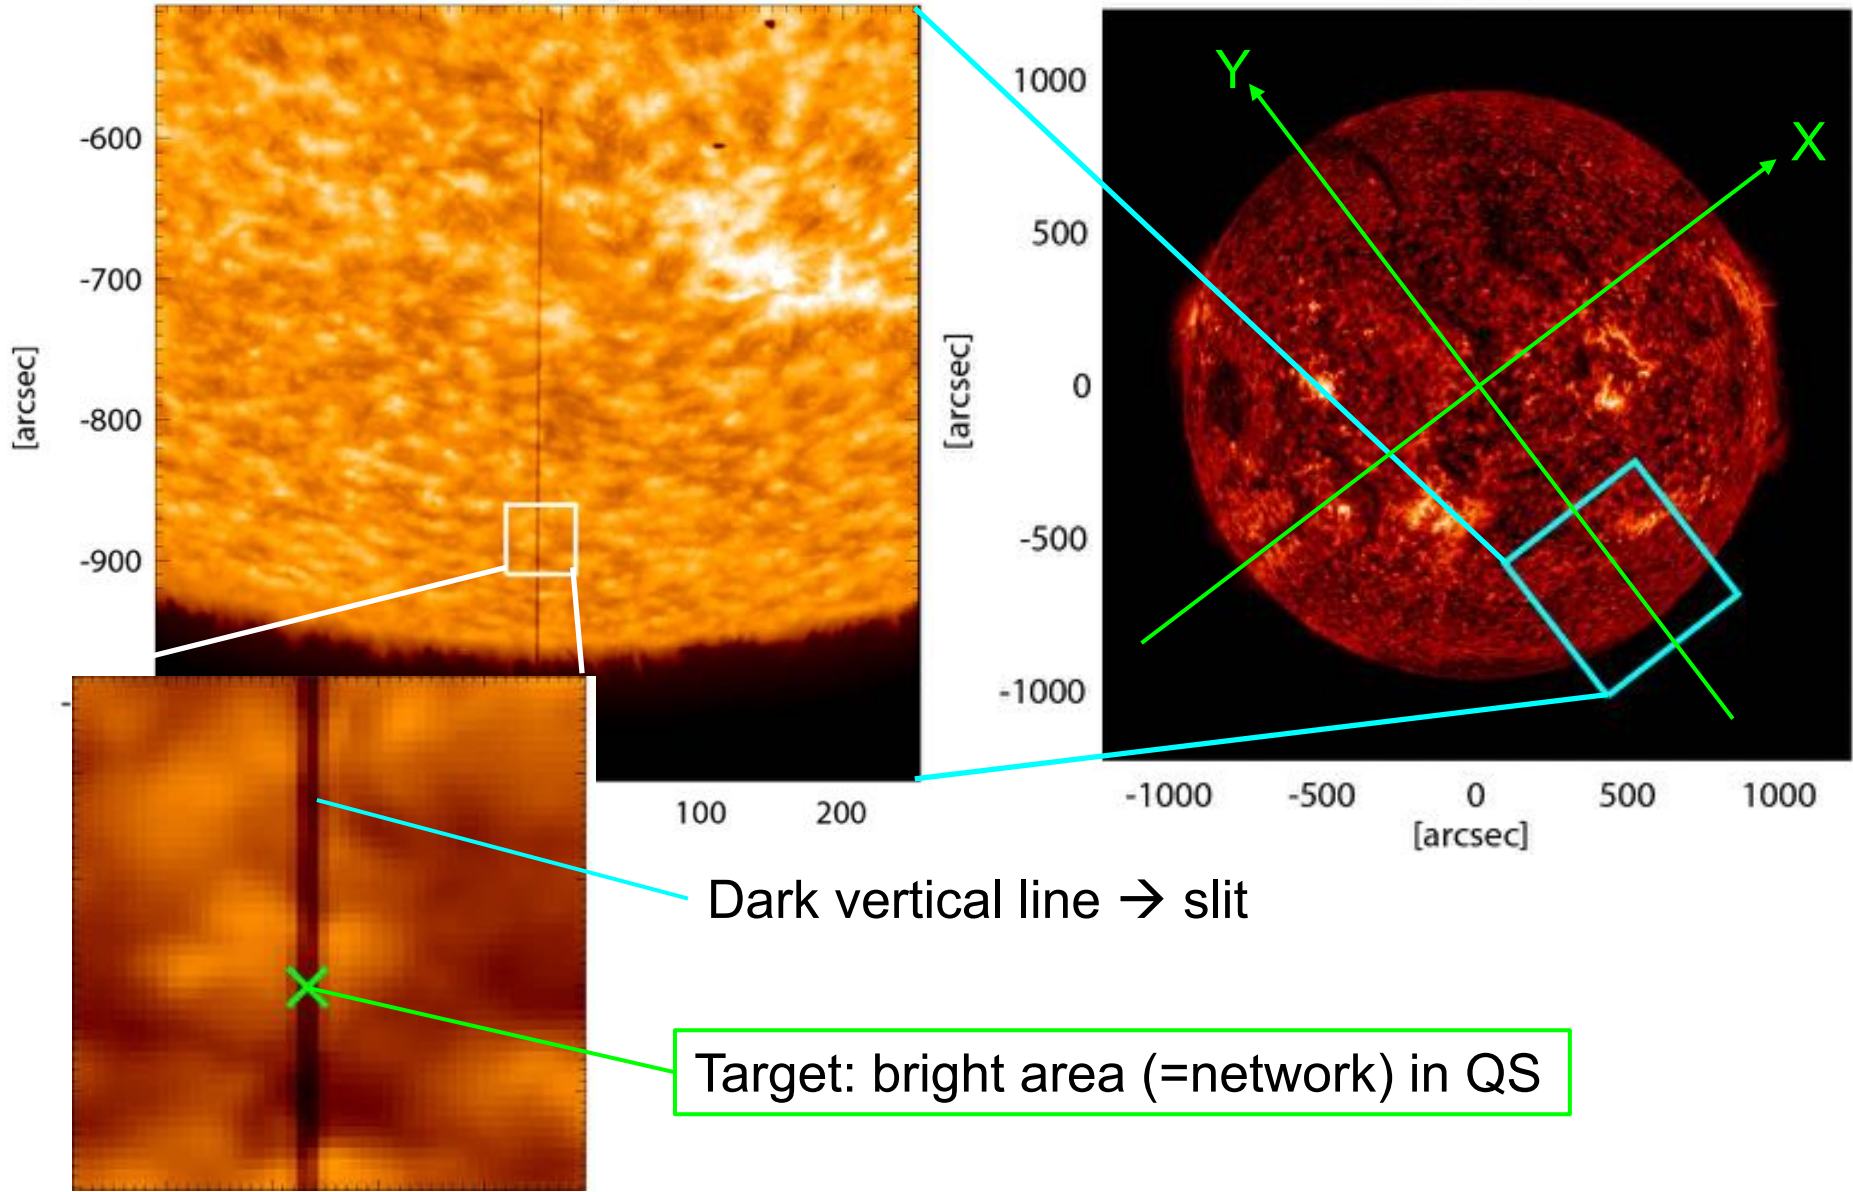 -600
-700
-800
-900
-
[arcsec]
100
200
1000
500
0
-500
-1000
[arcsec]
Y
X
-1000
-500
0
500
1000
[arcsec]
Dark vertical line → slit
Target: bright area (=network) in QS